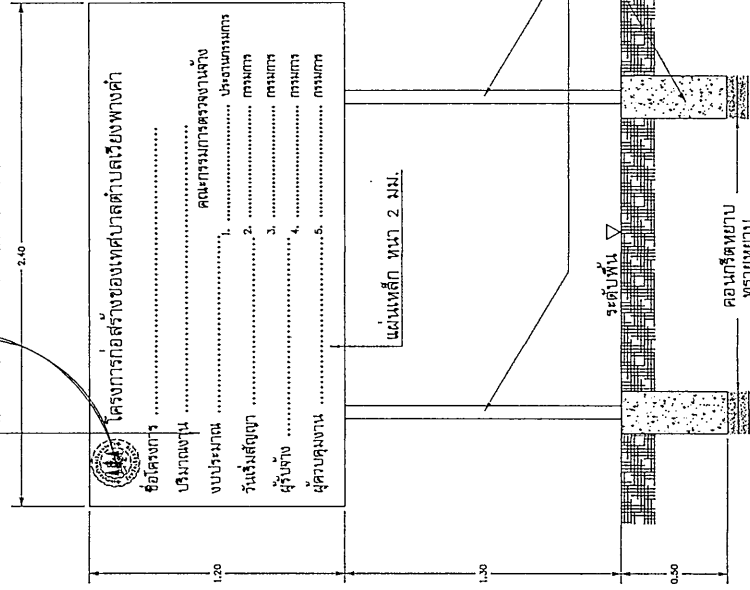 2.40
โครงการก่อสร้างของเทศบาลตำบลเวียงพางคำ
ชื่อโครงการ ........................................
ปริมาณงาน ........................................
คณะกรรมการตรวจงานจ้าง
งบประมาณ ........................ 1. ........................ ประธานกรรมการ
วันเริ่มสัญญา ........................ 2. ........................ กรรมการ
ผู้รับจ้าง ........................ 3. ........................ กรรมการ
4. ........................ กรรมการ
ผู้ควบคุมงาน ........................ 5. ........................ กรรมการ
แผ่นเหล็ก หนา 2 มม.
ระดับพื้น
คอนกรีตหยาบ
ทรายหยาบ
1.20
1.30
0.50